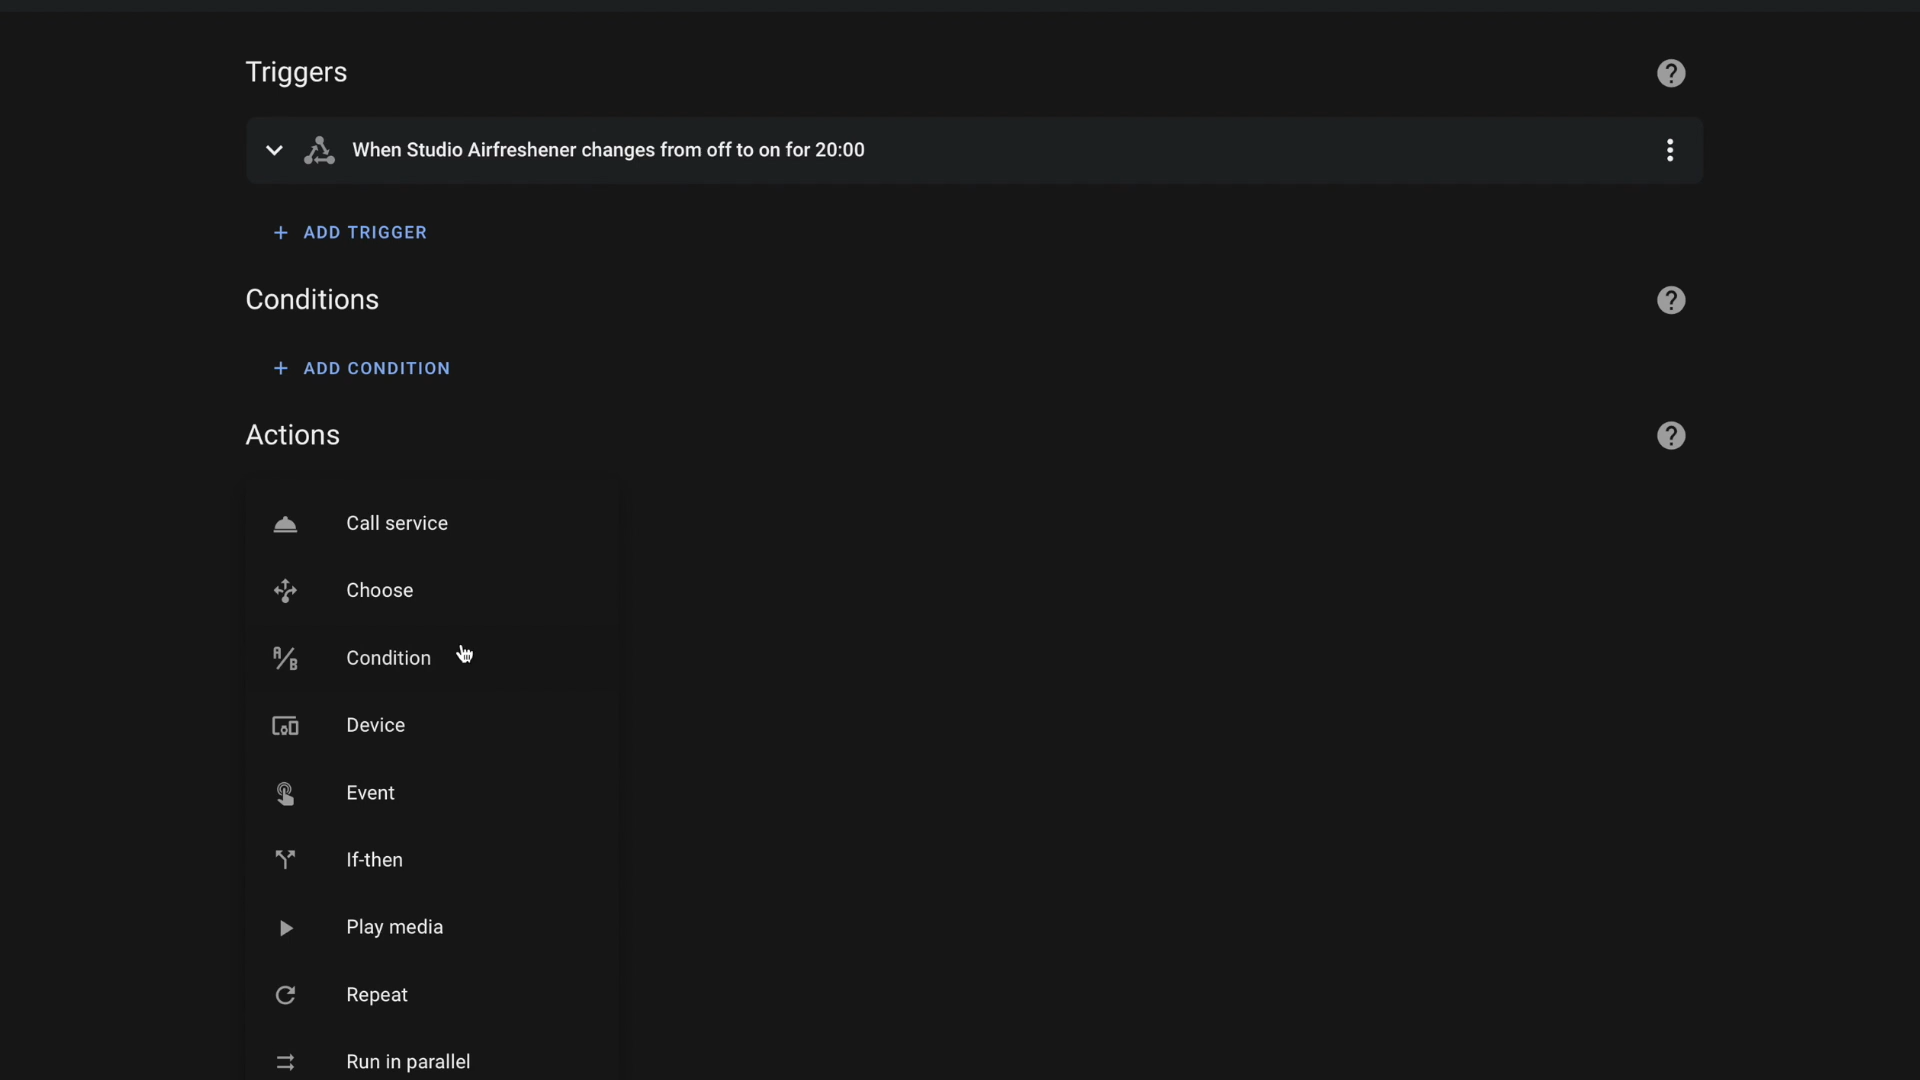 Triggers
When Studio Airfreshener changes from off to on for 20:00
+ ADD TRIGGER
Conditions
+ ADD CONDITION
Actions
Call service
Choose
Condition
Device
Event
If-then
Play media
Repeat
Run in parallel